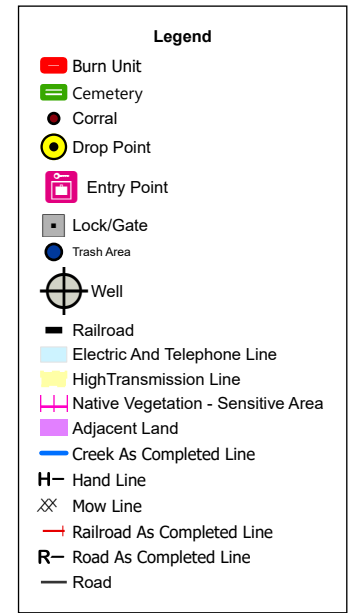 Legend
Burn Unit
Cemetery
Corral
Drop Point
Entry Point
Lock/Gate
Trash Area
Well
Railroad
Electric And Telephone Line
HighTransmission Line
Native Vegetation - Sensitive Area
Adjacent Land
Creek As Completed Line
H Hand Line
Mow Line
Railroad As Completed Line
R Road As Completed Line
Road